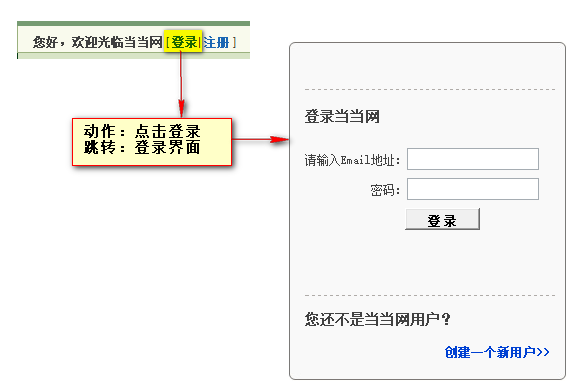 您好，欢迎光临当当网[登录|注册]
动作：点击登录
跳转：登录界面
登录当当网
请输入Email地址：
密码：
登录
您还不是当当网用户？
创建一个新用户>>